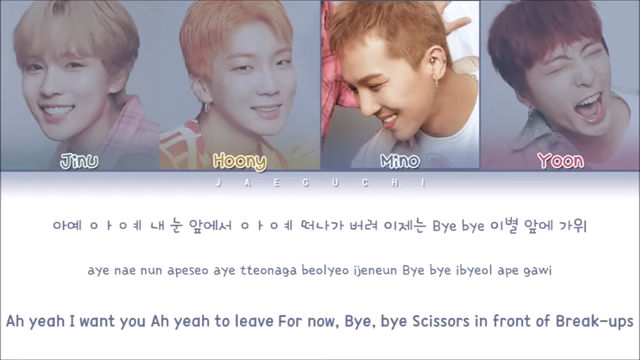 Jinu Hoony Mino Yoon
JAEGUCHI
아예 ㅇㅏㅇㅖ 내 눈 앞에서 ㅇㅏㅇㅖ 떠나가 버려 이제는 Bye bye 이별 앞에 가위
aye nae nun apeseo aye tteonaga beolyeo ijeneun Bye bye ibyeol ape gawi
Ah yeah I want you Ah yeah to leave For now, Bye, bye Scissors in front of Break-ups